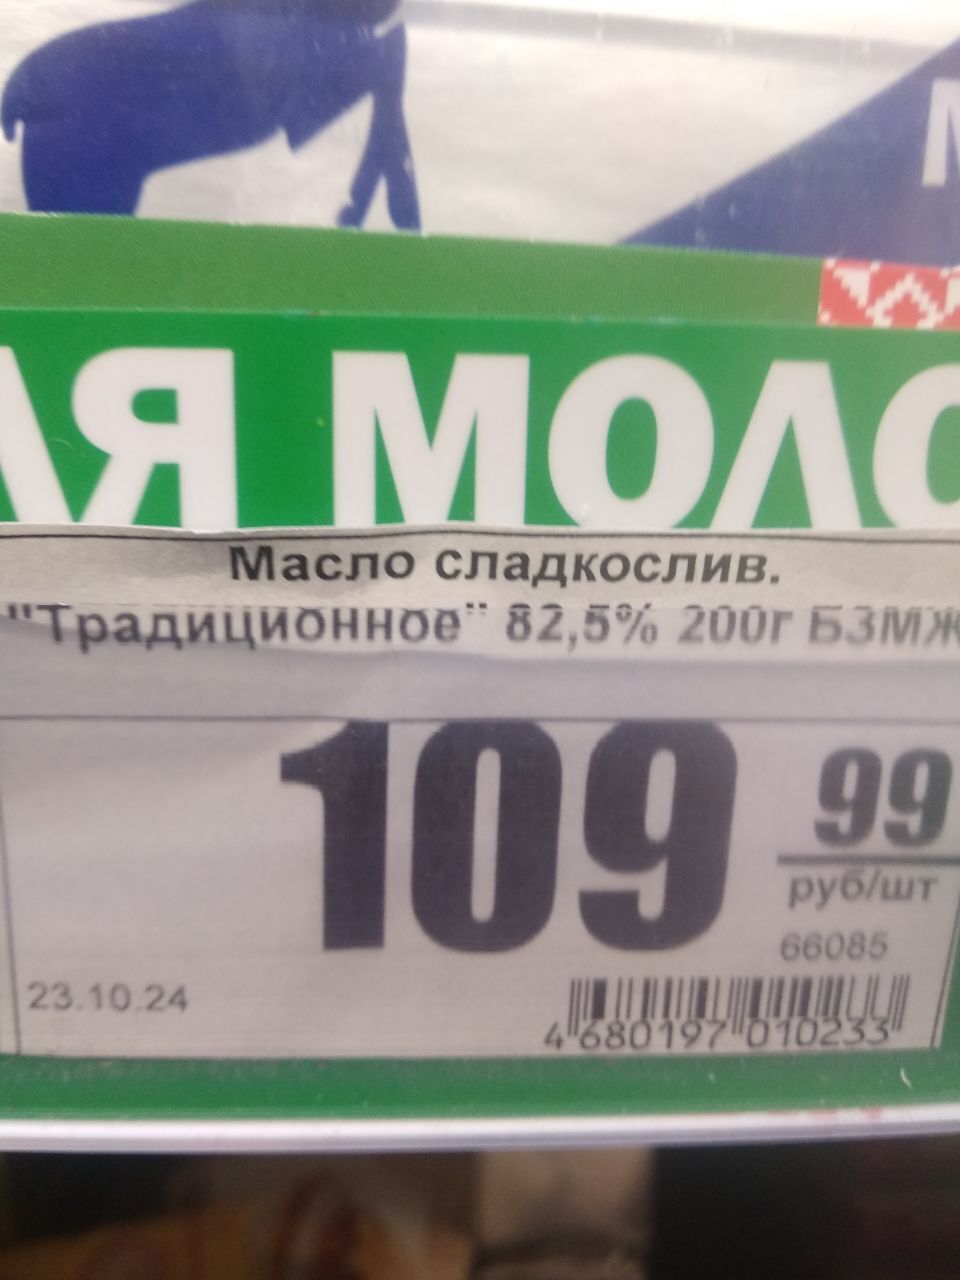 М
ЛЯ МОЛО
Масло сладкослив.
"Традиционное" 82,5% 200г БЗМЖ
109 99
руб/шт
66085
23.10.24
4 680197 010233